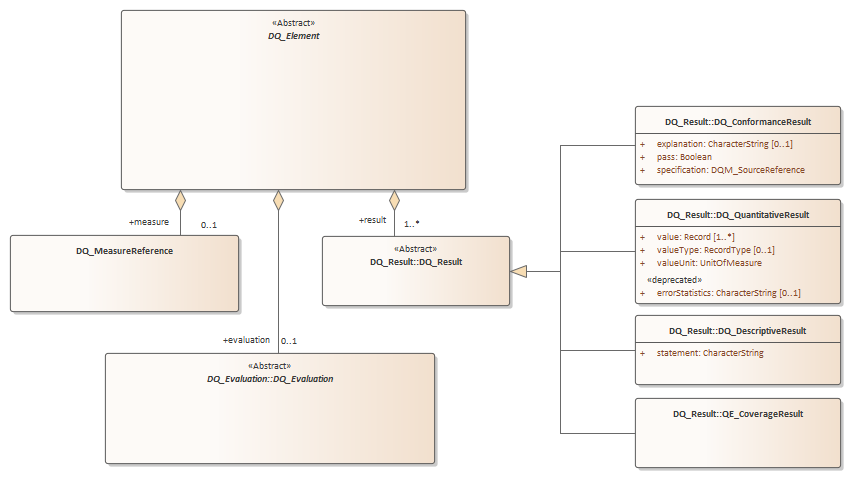 «Abstract»
DQ_Element
+measure
0..1
+result
1..*
DQ_MeasureReference
«Abstract»
DQ_Result::DQ_Result
+evaluation
0..1
«Abstract»
DQ_Evaluation::DQ_Evaluation
DQ_Result::DQ_ConformanceResult
+ explanation: CharacterString [0..1]
+ pass: Boolean
+ specification: DQM_SourceReference
DQ_Result::DQ_QuantitativeResult
+ value: Record [1..*]
+ valueType: RecordType [0..1]
+ valueUnit: UnitOfMeasure
«deprecated»
+ errorStatistics: CharacterString [0..1]
DQ_Result::DQ_DescriptiveResult
+ statement: CharacterString
DQ_Result::QE_CoverageResult